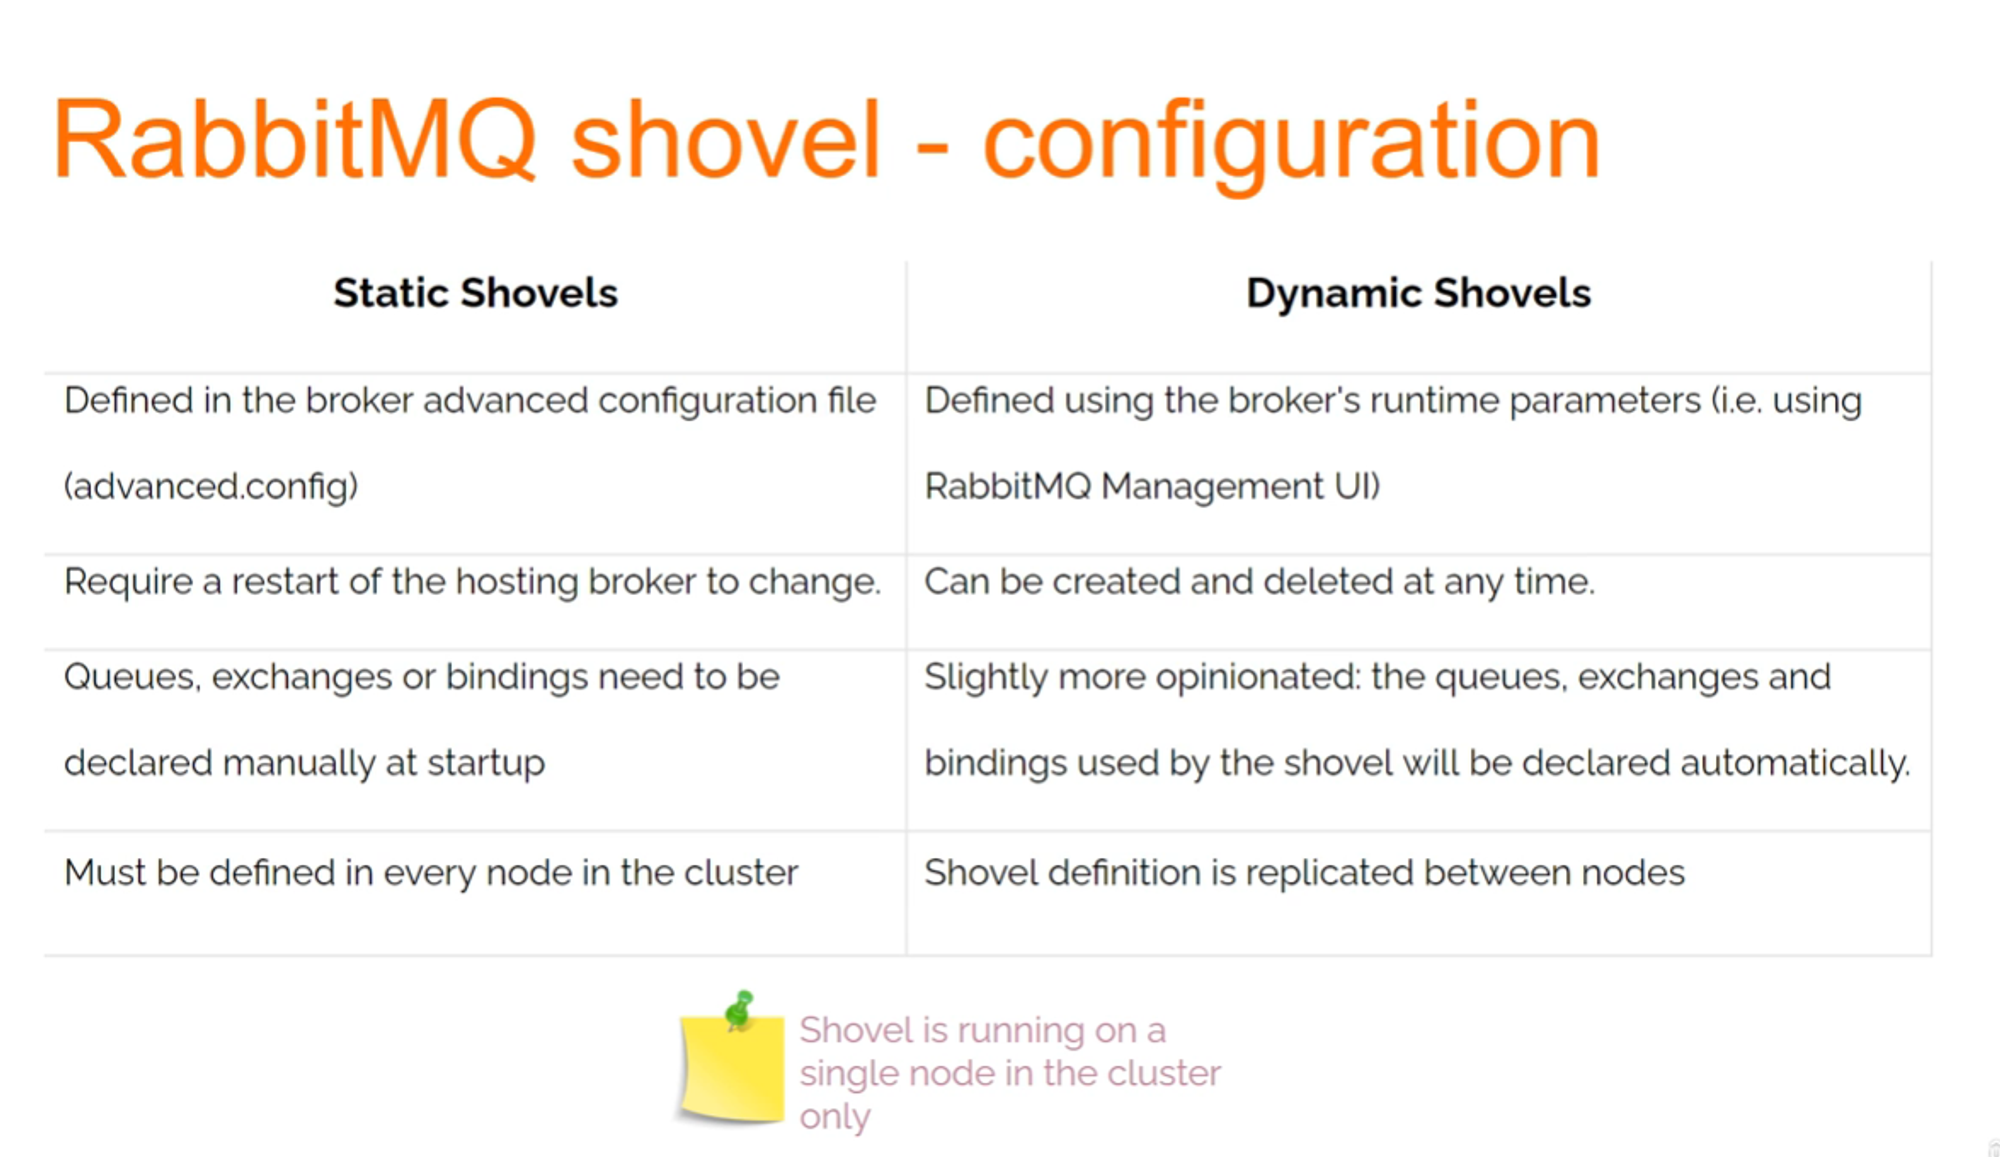 RabbitMQ shovel - configuration
Static Shovels
Dynamic Shovels
Defined in the broker advanced configuration file
(advanced.config)
Defined using the broker's runtime parameters (i.e. using
RabbitMQ Management UI)
Require a restart of the hosting broker to change.
Can be created and deleted at any time.
Queues, exchanges or bindings need to be
declared manually at startup
Slightly more opinionated: the queues, exchanges and
bindings used by the shovel will be declared automatically.
Must be defined in every node in the cluster
Shovel definition is replicated between nodes
Shovel is running on a
single node in the cluster
only